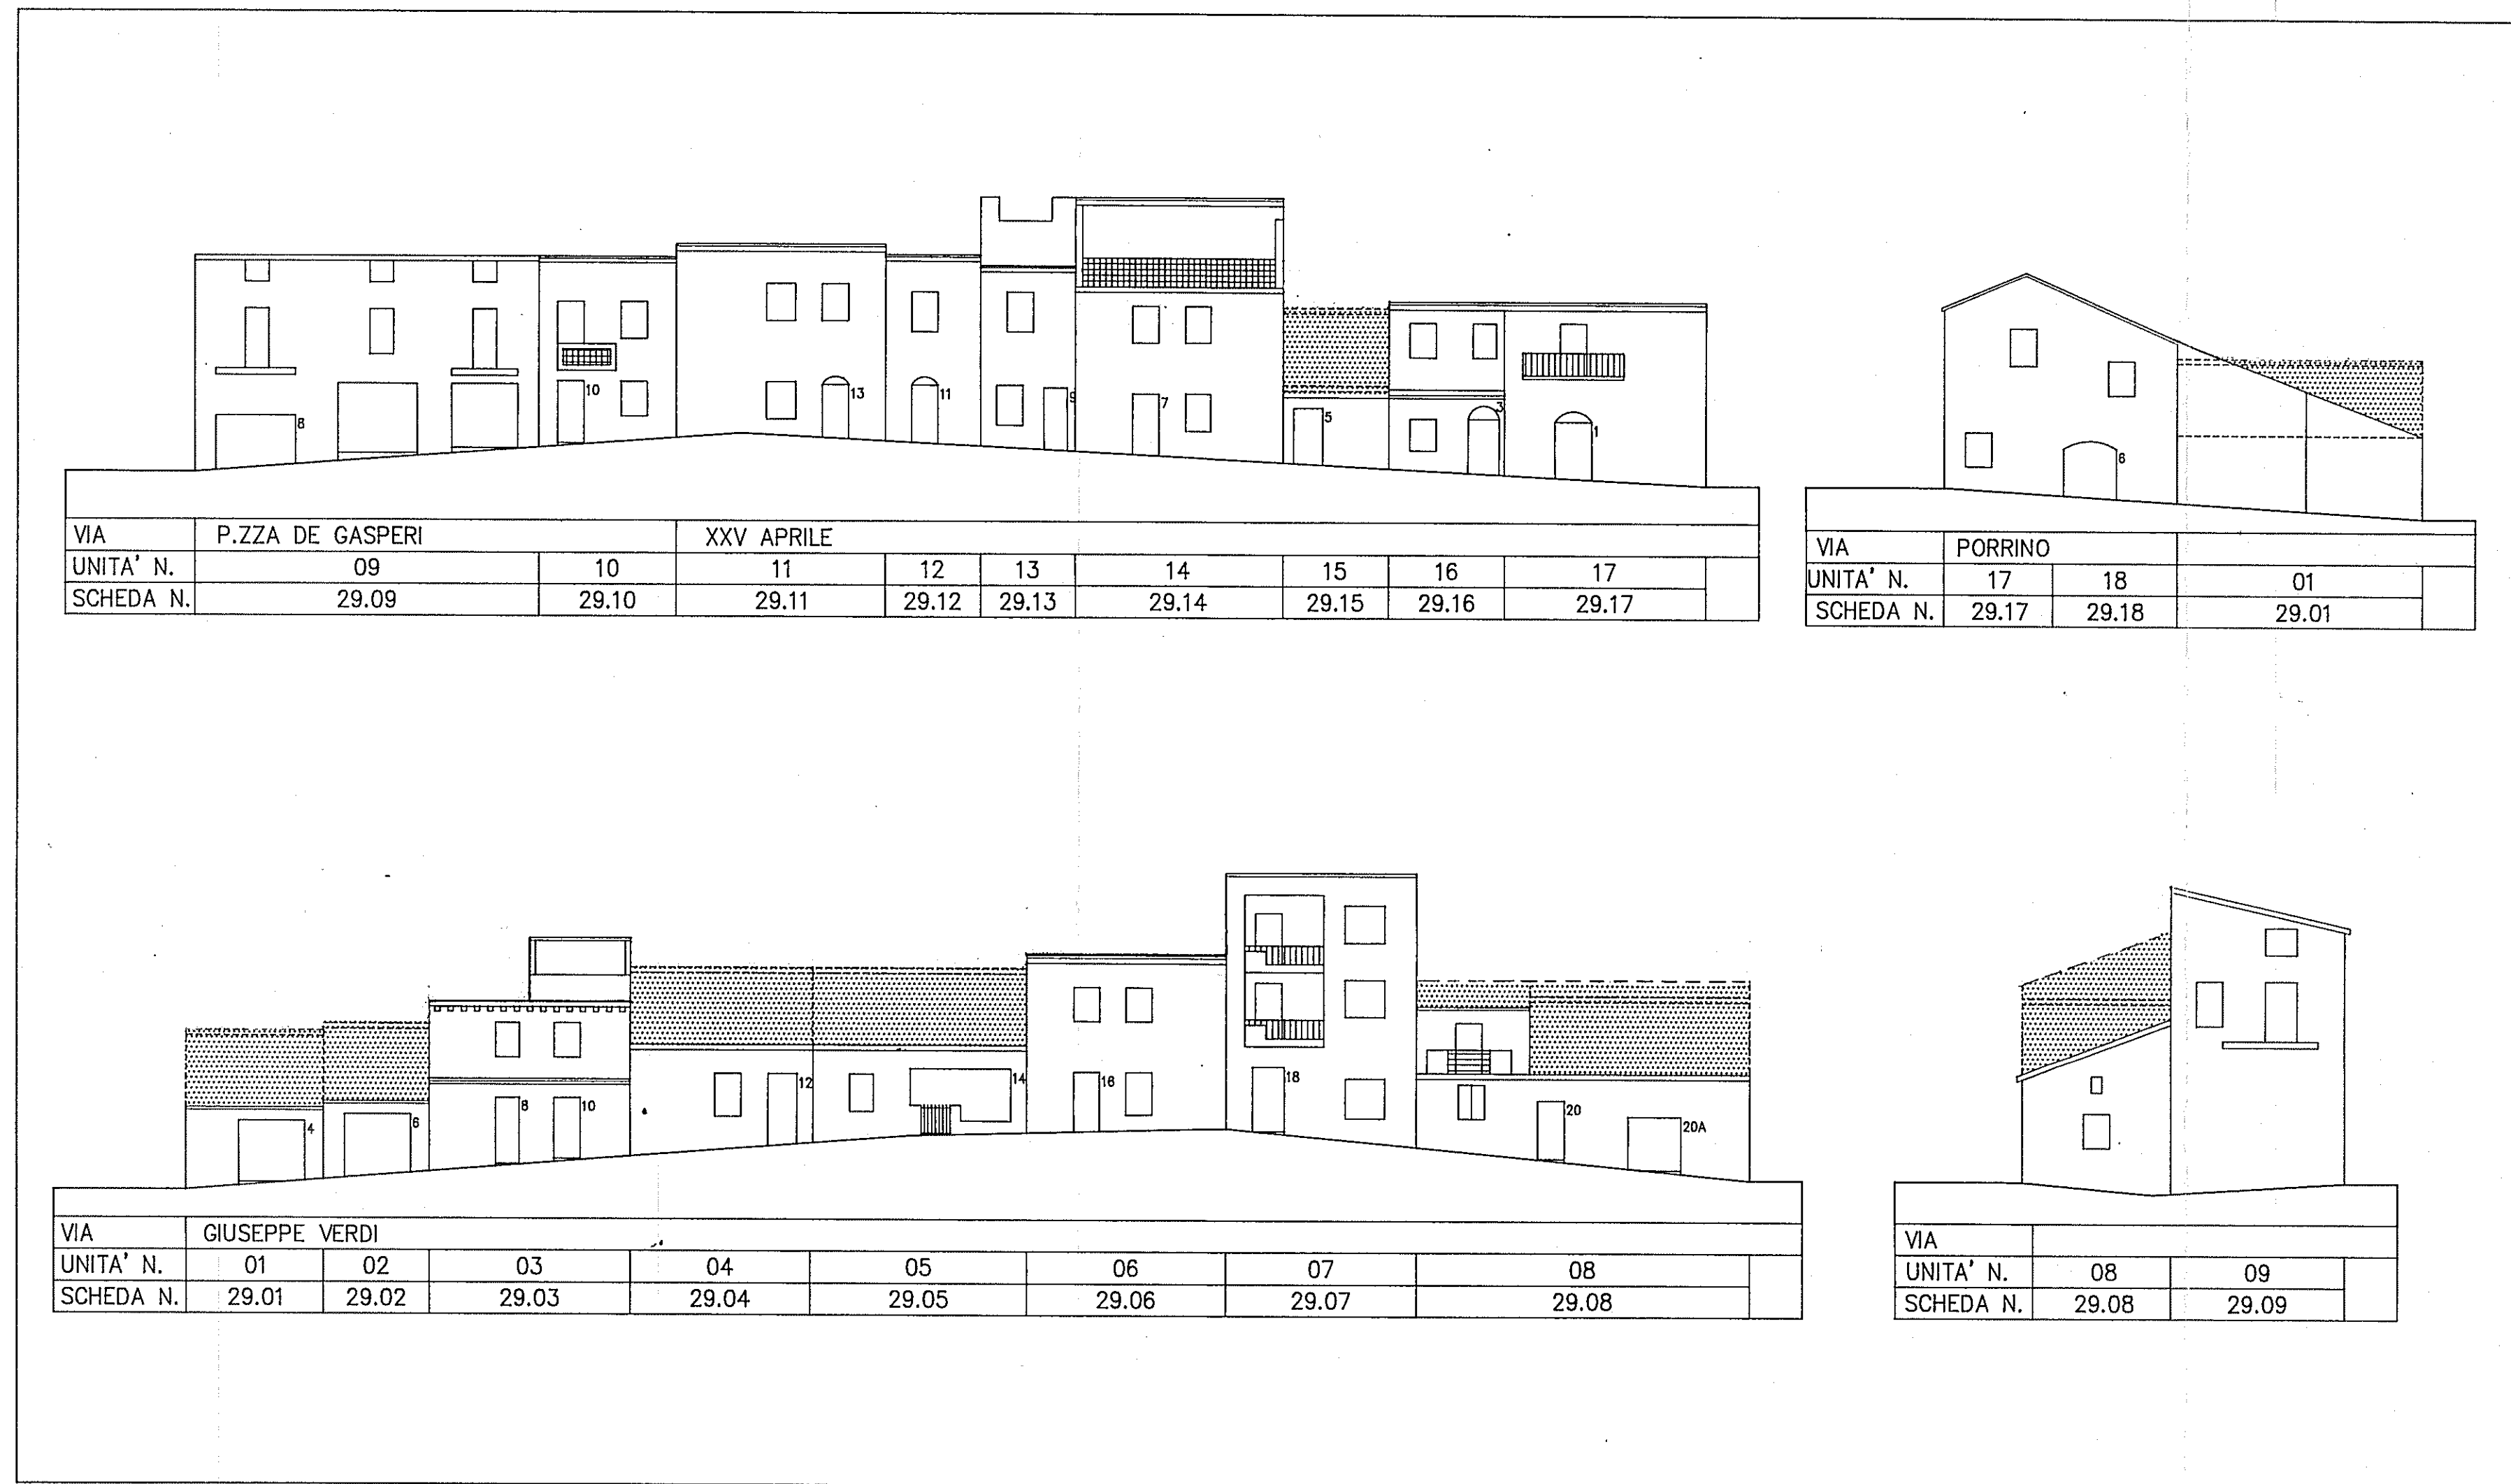 8 10 13 11 9 7 5 3 1
VIA P.ZZA DE GASPERI XXV APRILE
UNITA' N. 09 10 11 12 13 14 15 16 17
SCHEDA N. 29.09 29.10 29.11 29.12 29.13 29.14 29.15 29.16 29.17
6
VIA PORRINO
UNITA' N. 17 18 01
SCHEDA N. 29.17 29.18 29.01
4 6 8 10 12 14 16 18 20 20A
VIA GIUSEPPE VERDI
UNITA' N. 01 02 03 04 05 06 07 08
SCHEDA N. 29.01 29.02 29.03 29.04 29.05 29.06 29.07 29.08
VIA
UNITA' N. 08 09
SCHEDA N. 29.08 29.09